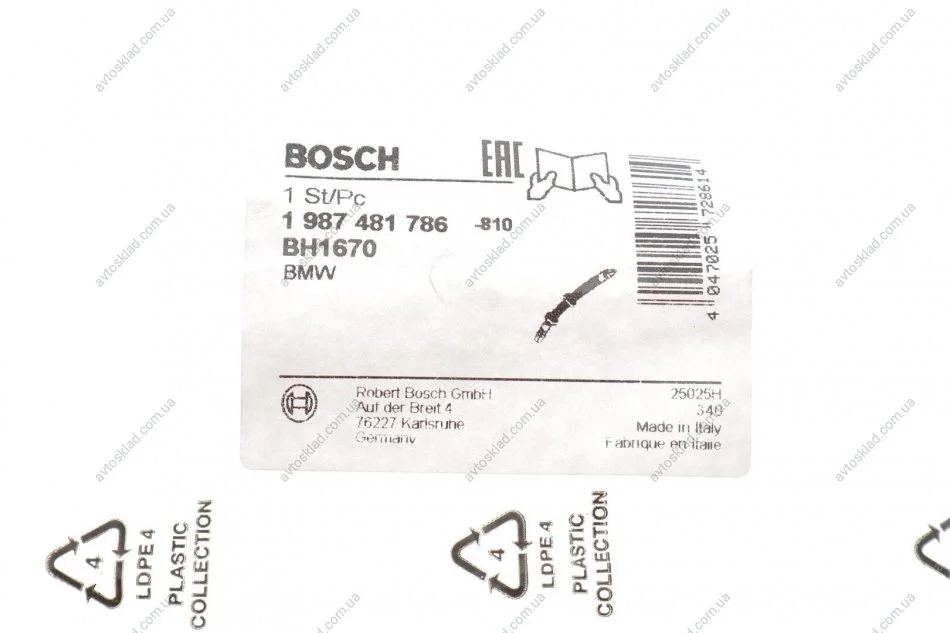 BOSCH
EAC
1 St/Pc
1 987 481 786 -810
BH1670
BMW
4 047025 728614
Robert Bosch GmbH
Auf der Breit 4
76227 Karlsruhe
Germany
25025H
340
Made in Italy
Fabrique en Italie
4
LDPE 4
PLASTIC
COLLECTION
4
LDPE 4
PLASTIC
COLLECTION
avtosklad.com.ua